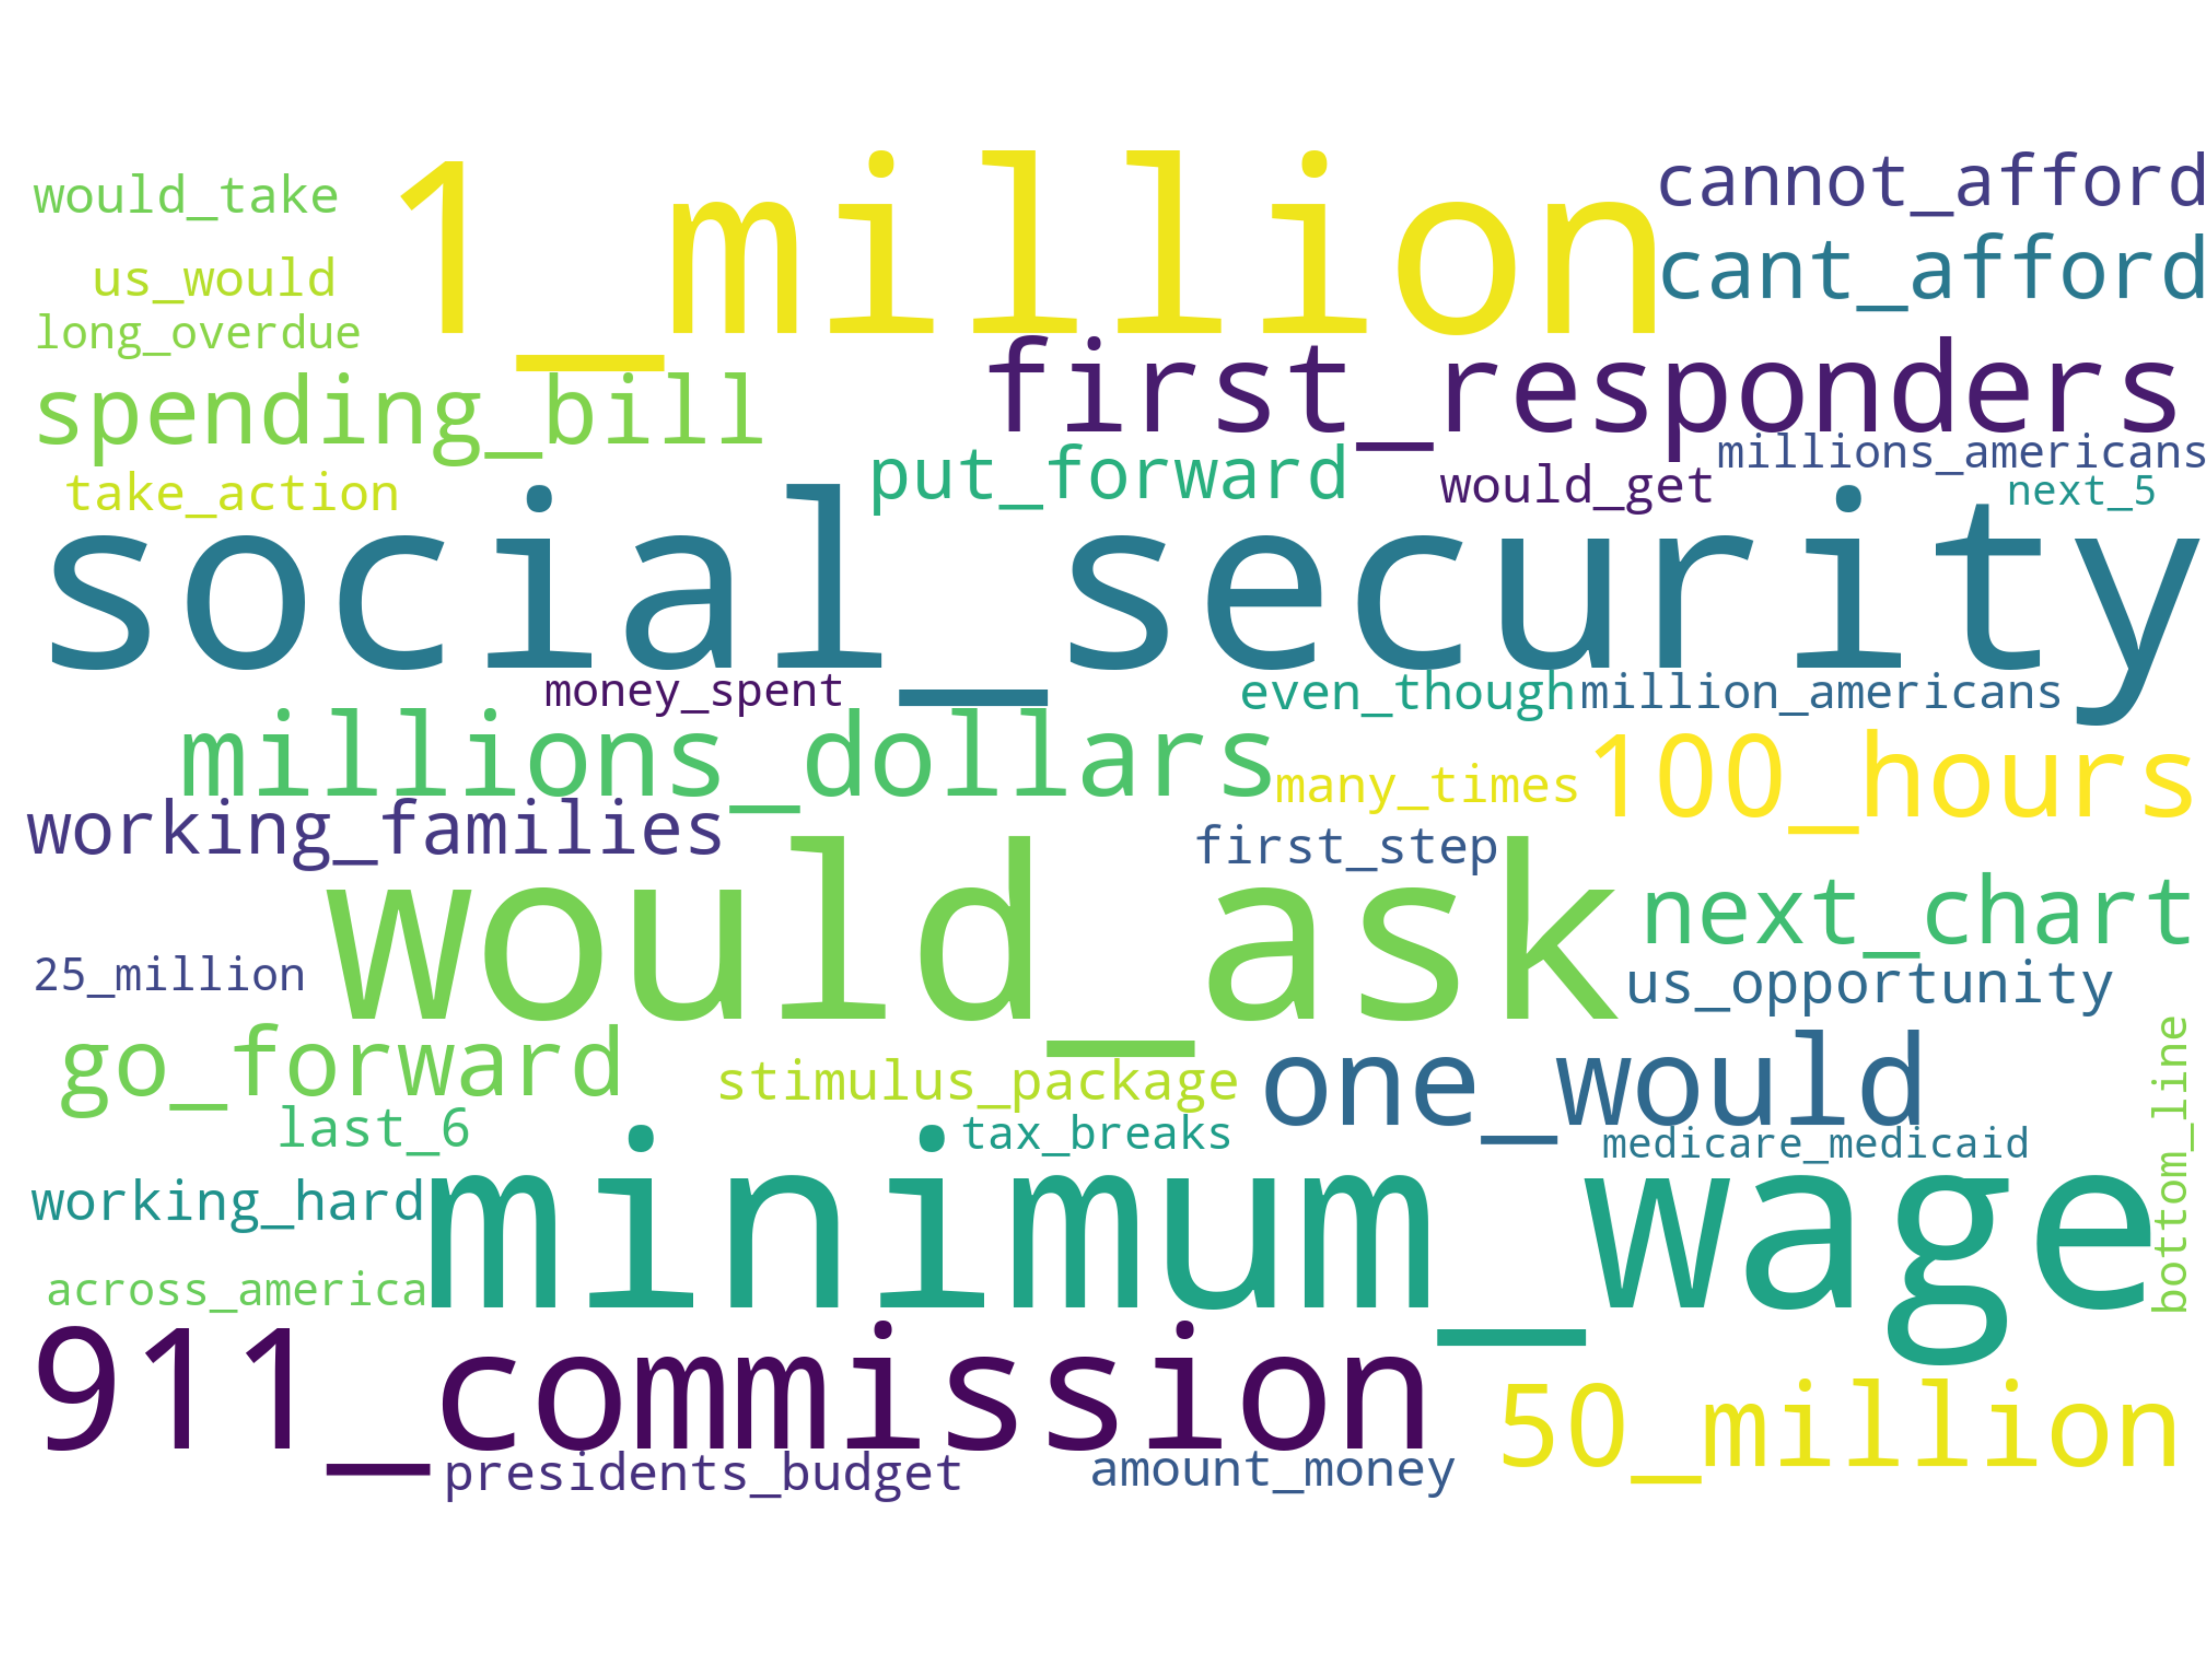 would_take
1_million
cannot_afford
us_would
cant_afford
long_overdue
first_responders
spending_bill
put_forward
millions_americans
take_action
would_get
next_5
social_security
money_spent
even_though
million_americans
millions_dollars
many_times
100_hours
working_families
first_step
would_ask
next_chart
25_million
us_opportunity
go_forward
stimulus_package
one_would
bottom_line
last_6
tax_breaks
medicare_medicaid
working_hard
minimum_wage
across_america
911_commission
50_million
presidents_budget
amount_money